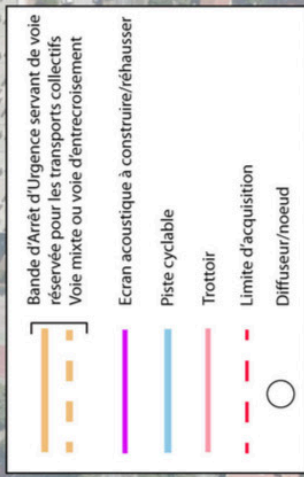 Bande d'Arrêt d'Urgence servant de voie
réservée pour les transports collectifs
Voie mixte ou voie d'entrecroisement
Ecran acoustique à construire/réhausser
Piste cyclable
Trottoir
Limite d'acquisition
Diffuseur/noeud